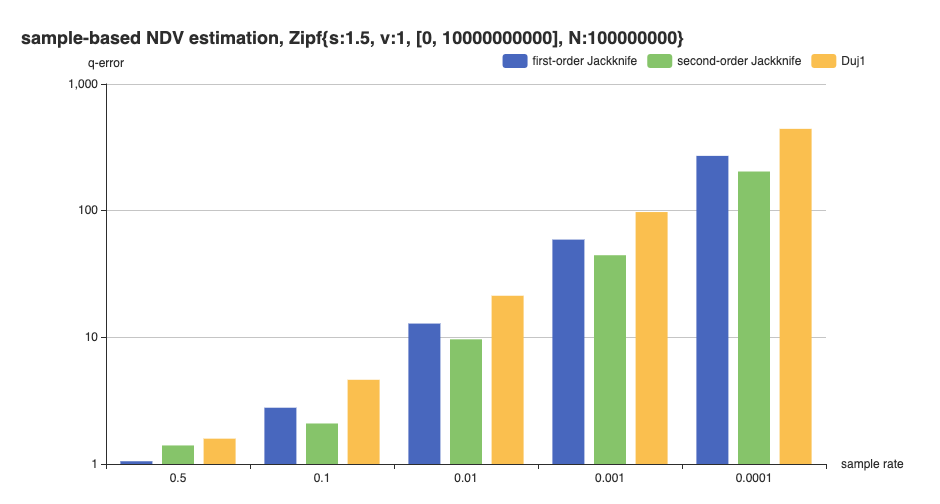 sample-based NDV estimation, Zipf{s:1.5, v:1, [0, 10000000000], N:100000000}
q-error
first-order Jackknife second-order Jackknife Duj1
1,000
100
10
1
0.5 0.1 0.01 0.001 0.0001
sample rate